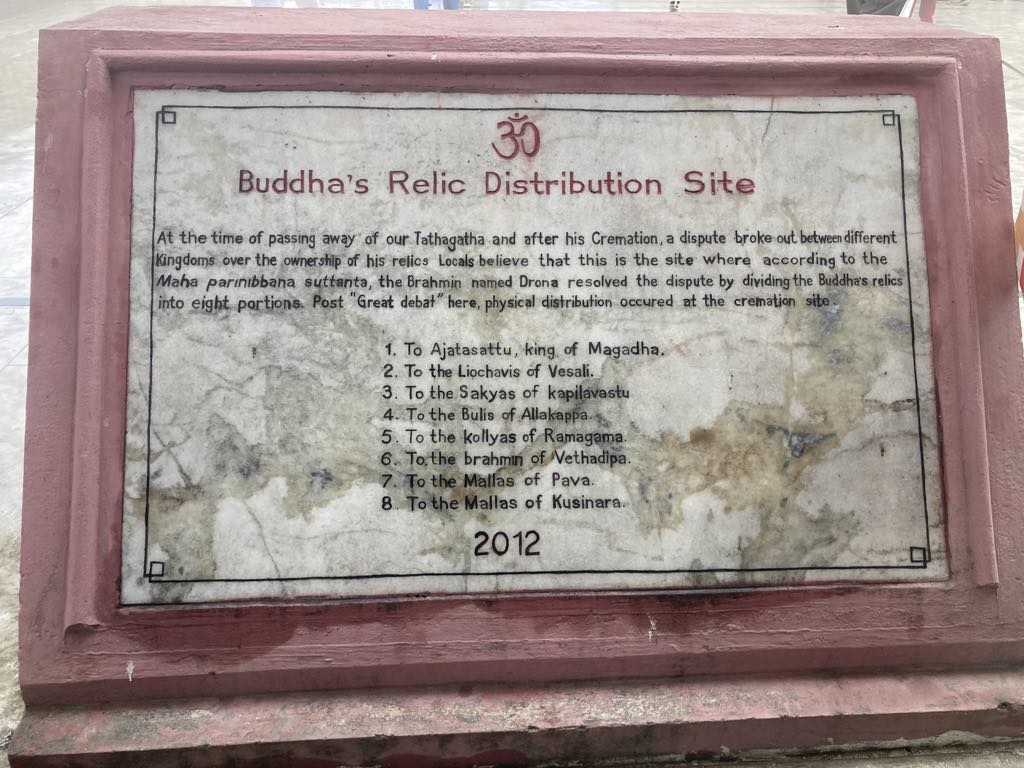 ॐ
Buddha's Relic Distribution Site
At the time of passing away of our Tathagatha and after his Cremation, a dispute broke out between different
Kingdoms over the ownership of his relics Locals believe that this is the site where according to the
Maha parinibbana suttanta, the Brahmin named Drona resolved the dispute by dividing the Buddha's relics
into eight portions. Post "Great debat" here, physical distribution occured at the cremation site.
1. To Ajatasattu, king of Magadha.
2. To the Liochavis of Vesali.
3. To the Sakyas of kapilavastu
4. To the Bulis of Allakappa.
5. To the kollyas of Ramagama.
6. To the brahmin of Vethadipa.
7. To the Mallas of Pava.
8. To the Mallas of Kusinara.
2012